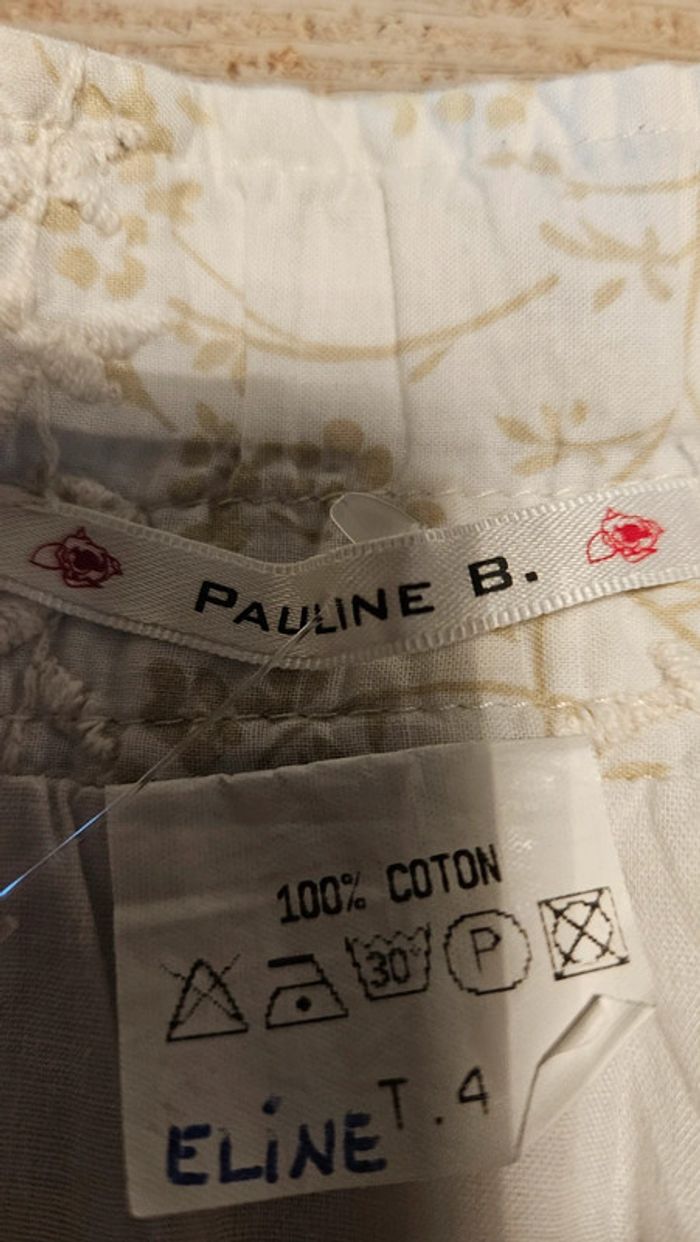 PAULINE B.
100% COTON
30°
P
T.4
ELINE